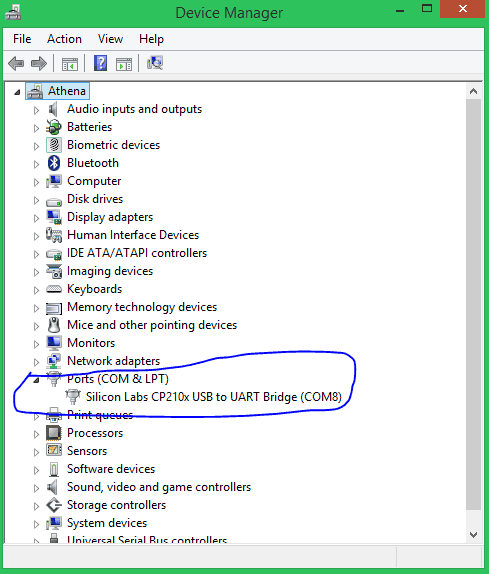 Device Manager
File Action View Help
Athena
Audio inputs and outputs
Batteries
Biometric devices
Bluetooth
Computer
Disk drives
Display adapters
Human Interface Devices
IDE ATA/ATAPI controllers
Imaging devices
Keyboards
Memory technology devices
Mice and other pointing devices
Monitors
Network adapters
Ports (COM & LPT)
Silicon Labs CP210x USB to UART Bridge (COM8)
Print queues
Processors
Sensors
Software devices
Sound, video and game controllers
Storage controllers
System devices
Universal Serial Bus controllers